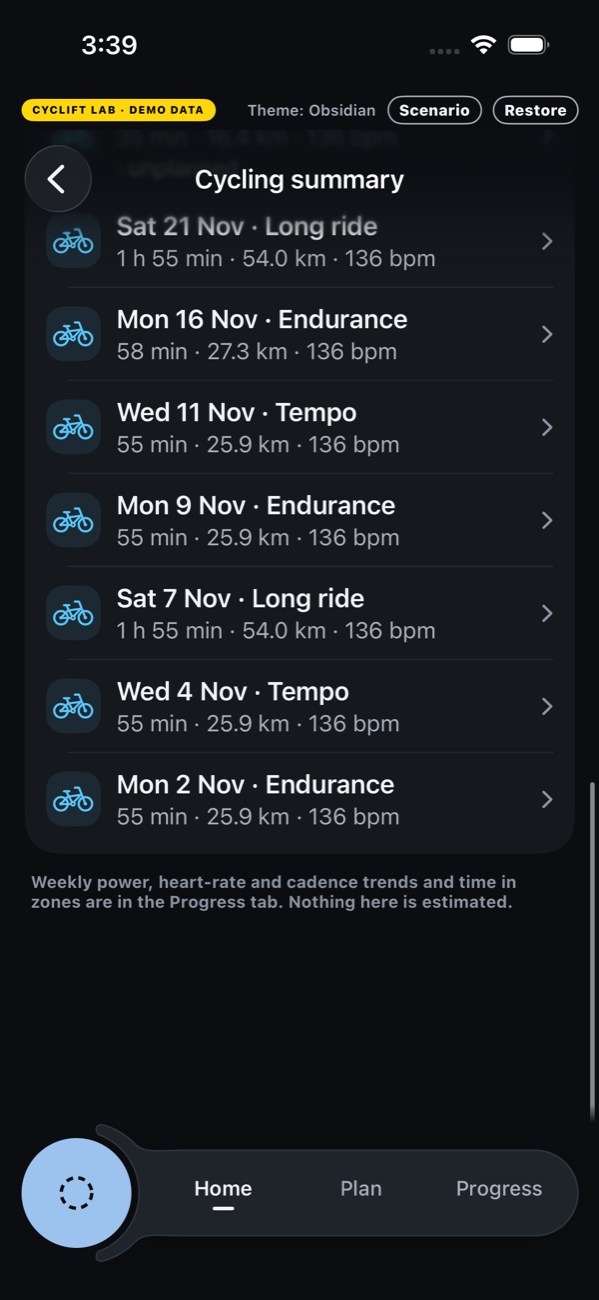 3:39
CYCLIFT LAB · DEMO DATA
Theme: Obsidian
Scenario
Restore
Cycling summary
Sat 21 Nov · Long ride
1 h 55 min · 54.0 km · 136 bpm
Mon 16 Nov · Endurance
58 min · 27.3 km · 136 bpm
Wed 11 Nov · Tempo
55 min · 25.9 km · 136 bpm
Mon 9 Nov · Endurance
55 min · 25.9 km · 136 bpm
Sat 7 Nov · Long ride
1 h 55 min · 54.0 km · 136 bpm
Wed 4 Nov · Tempo
55 min · 25.9 km · 136 bpm
Mon 2 Nov · Endurance
55 min · 25.9 km · 136 bpm
Weekly power, heart-rate and cadence trends and time in
zones are in the Progress tab. Nothing here is estimated.
Home
Plan
Progress